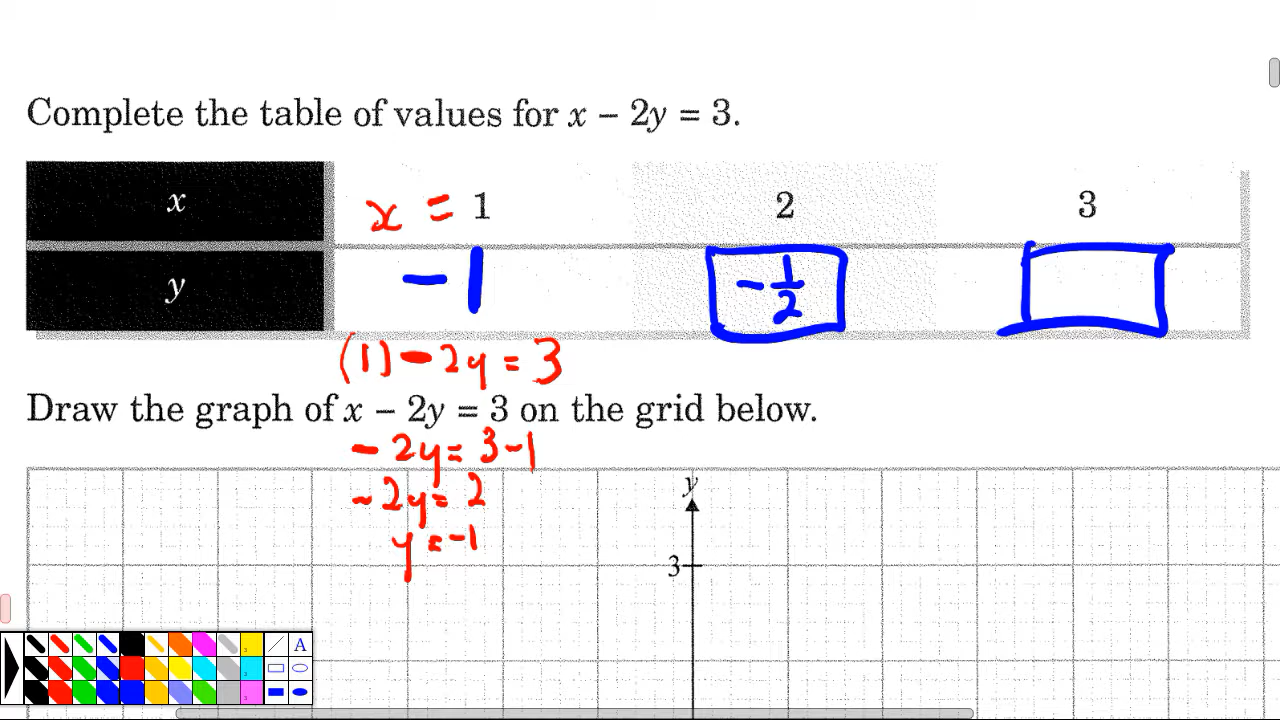 Complete the table of values for x − 2y = 3.
x x = 1 2 3
y −1 −1/2
(1) − 2y = 3
Draw the graph of x − 2y = 3 on the grid below.
− 2y = 3 − 1
− 2y = 2
y
y = −1
3
A